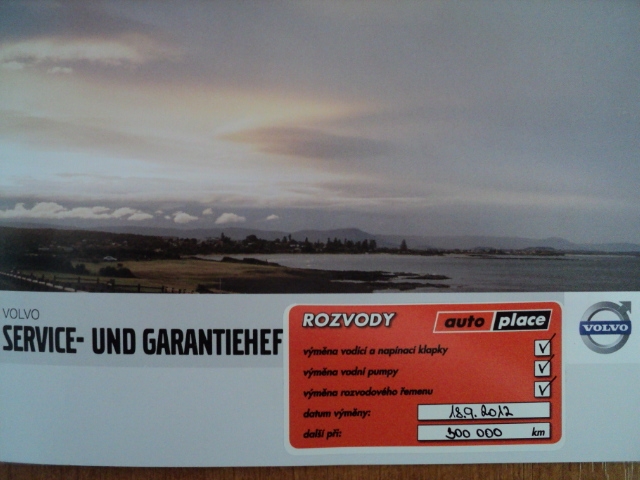 VOLVO
SERVICE- UND GARANTIEHEF
ROZVODY auto place
výměna vodící a napínací klapky
výměna vodní pumpy
výměna rozvodového řemenu
datum výměny: 18.9.2012
další při: 300 000 km
VOLVO